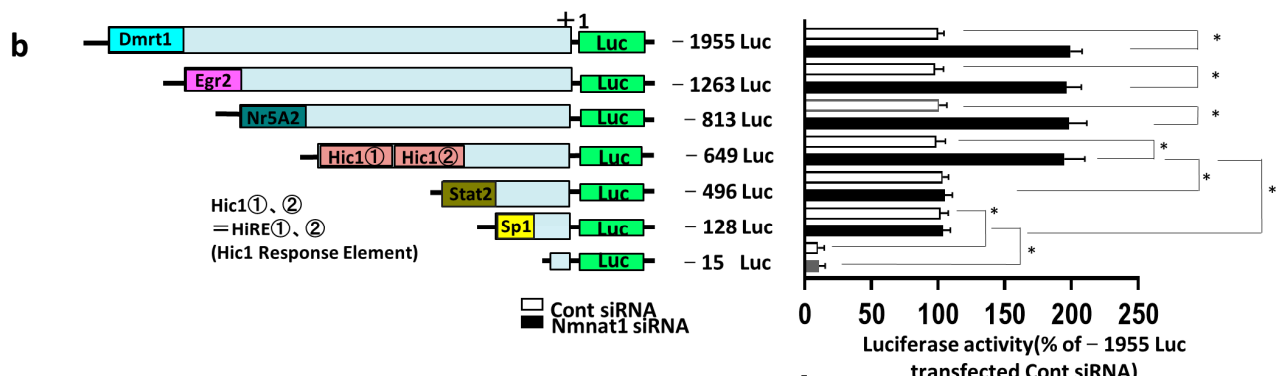 b
+1
Dmrt1 Luc − 1955 Luc *
Egr2 Luc − 1263 Luc *
Nr5A2 Luc − 813 Luc *
Hic1① Hic1② Luc − 649 Luc *
Stat2 Luc − 496 Luc * *
Sp1 Luc − 128 Luc *
Luc − 15 Luc *
Hic1①、②
=HiRE①、②
(Hic1 Response Element)
Cont siRNA
Nmnat1 siRNA
0 50 100 150 200 250
Luciferase activity(% of − 1955 Luc
transfected Cont siRNA)